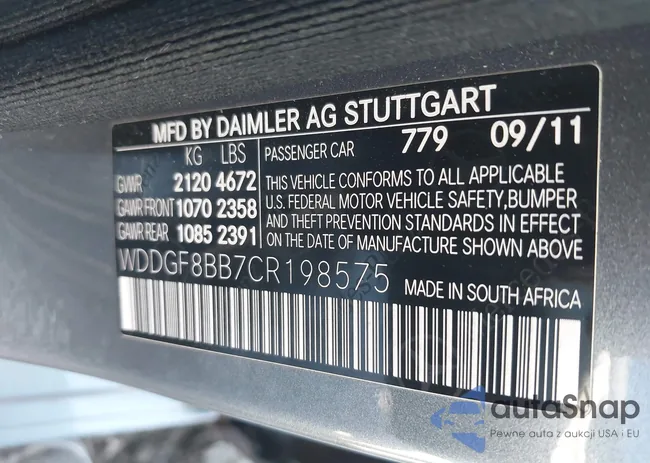 MFD BY DAIMLER AG STUTTGART
KG LBS
GVWR 2120 4672
GAWR FRONT 1070 2358
GAWR REAR 1085 2391
PASSENGER CAR 779 09/11
THIS VEHICLE CONFORMS TO ALL APPLICABLE
U.S. FEDERAL MOTOR VEHICLE SAFETY,BUMPER
AND THEFT PREVENTION STANDARDS IN EFFECT
ON THE DATE OF MANUFACTURE SHOWN ABOVE
WDDGF8BB7CR198575
MADE IN SOUTH AFRICA
autoSnap
Pewne auta z aukcji USA i EU